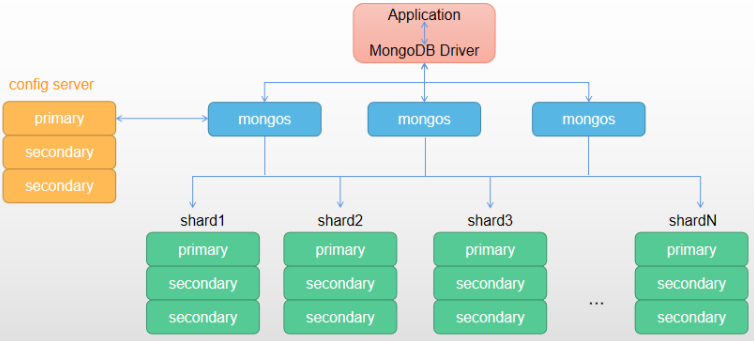 Application
MongoDB Driver
config server
primary
secondary
secondary
mongos
mongos
mongos
shard1
shard2
shard3
shardN
primary
primary
primary
primary
secondary
secondary
secondary
...
secondary
secondary
secondary
secondary
secondary